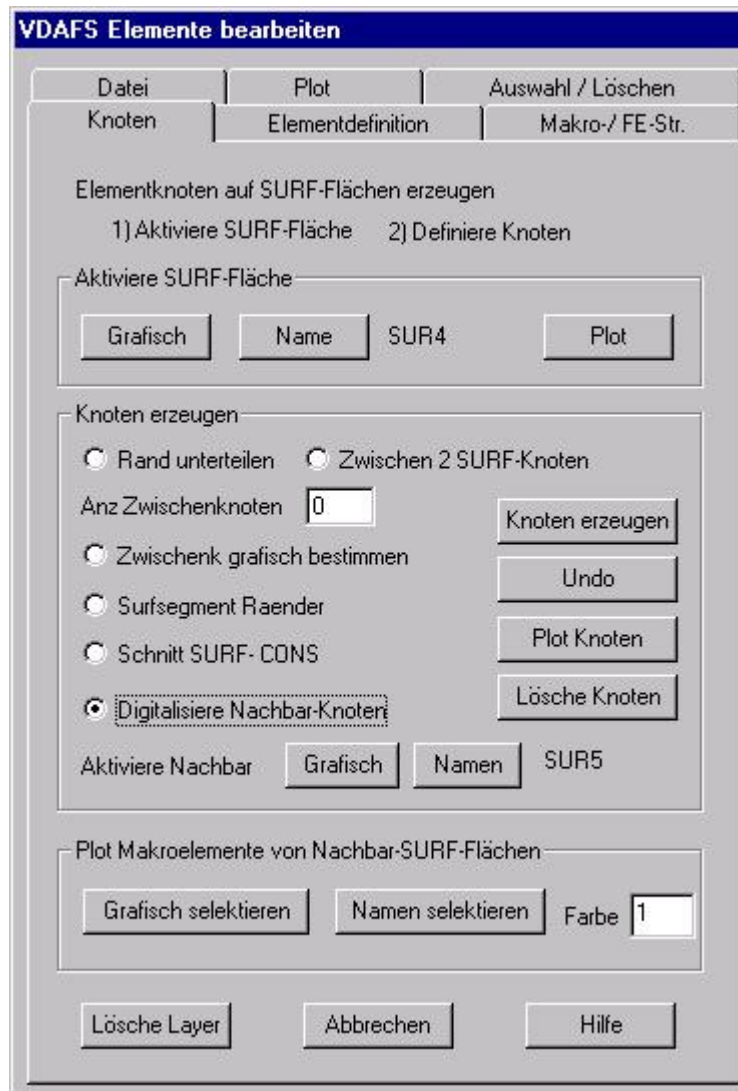 VDAFS Elemente bearbeiten
Datei Plot Auswahl / Löschen
Knoten Elementdefinition Makro-/ FE-Str.
Elementknoten auf SURF-Flächen erzeugen
1) Aktiviere SURF-Fläche 2) Definiere Knoten
Aktiviere SURF-Fläche
Grafisch Name SUR4 Plot
Knoten erzeugen
Rand unterteilen Zwischen 2 SURF-Knoten
Anz Zwischenknoten 0
Knoten erzeugen
Zwischenk grafisch bestimmen
Undo
Surfsegment Raender
Plot Knoten
Schnitt SURF- CONS
Lösche Knoten
Digitalisiere Nachbar-Knoten
Aktiviere Nachbar Grafisch Namen SUR5
Plot Makroelemente von Nachbar-SURF-Flächen
Grafisch selektieren Namen selektieren Farbe 1
Lösche Layer Abbrechen Hilfe